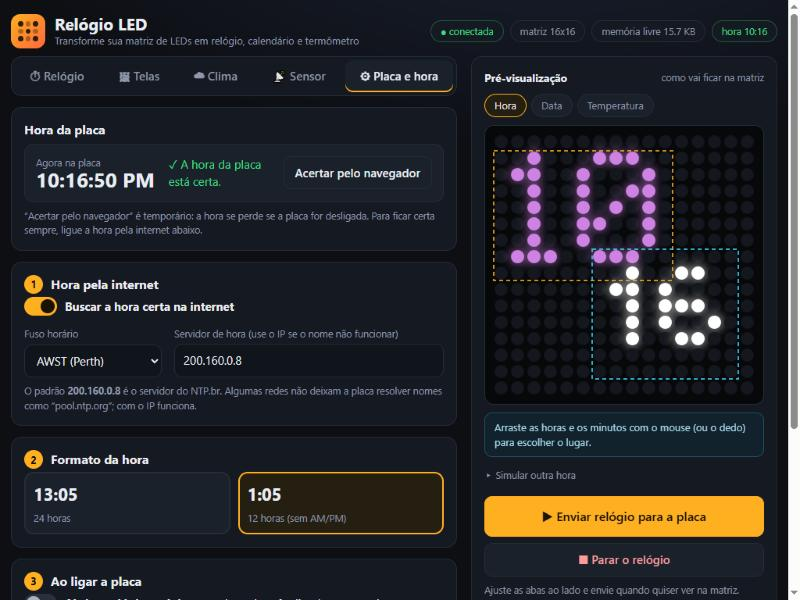 Relógio LED
Transforme sua matriz de LEDs em relógio, calendário e termômetro
conectada
matriz 16x16
memória livre 15.7 KB
hora 10:16
Relógio
Telas
Clima
Sensor
Placa e hora
Hora da placa
Agora na placa
10:16:50 PM
✓ A hora da placa
está certa.
Acertar pelo navegador
"Acertar pelo navegador" é temporário: a hora se perde se a placa for desligada. Para ficar certa
sempre, ligue a hora pela internet abaixo.
1 Hora pela internet
Buscar a hora certa na internet
Fuso horário
Servidor de hora (use o IP se o nome não funcionar)
AWST (Perth)
200.160.0.8
O padrão 200.160.0.8 é o servidor do NTP.br. Algumas redes não deixam a placa resolver nomes
como "pool.ntp.org"; com o IP funciona.
2 Formato da hora
13:05
24 horas
1:05
12 horas (sem AM/PM)
3 Ao ligar a placa
Pré-visualização
como vai ficar na matriz
Hora
Data
Temperatura
10
16
Arraste as horas e os minutos com o mouse (ou o dedo)
para escolher o lugar.
Simular outra hora
Enviar relógio para a placa
Parar o relógio
Ajuste as abas ao lado e envie quando quiser ver na matriz.